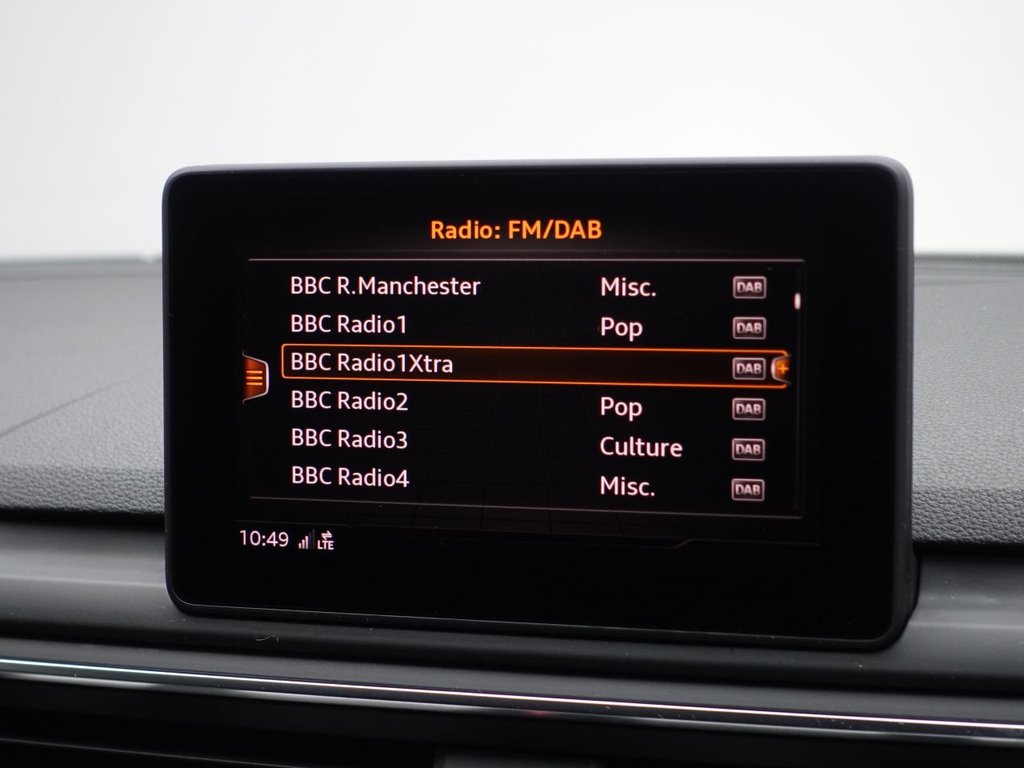 Radio: FM/DAB
BBC R.Manchester Misc. DAB
BBC Radio1 Pop DAB
BBC Radio1Xtra DAB +
BBC Radio2 Pop DAB
BBC Radio3 Culture DAB
BBC Radio4 Misc. DAB
10:49 LTE